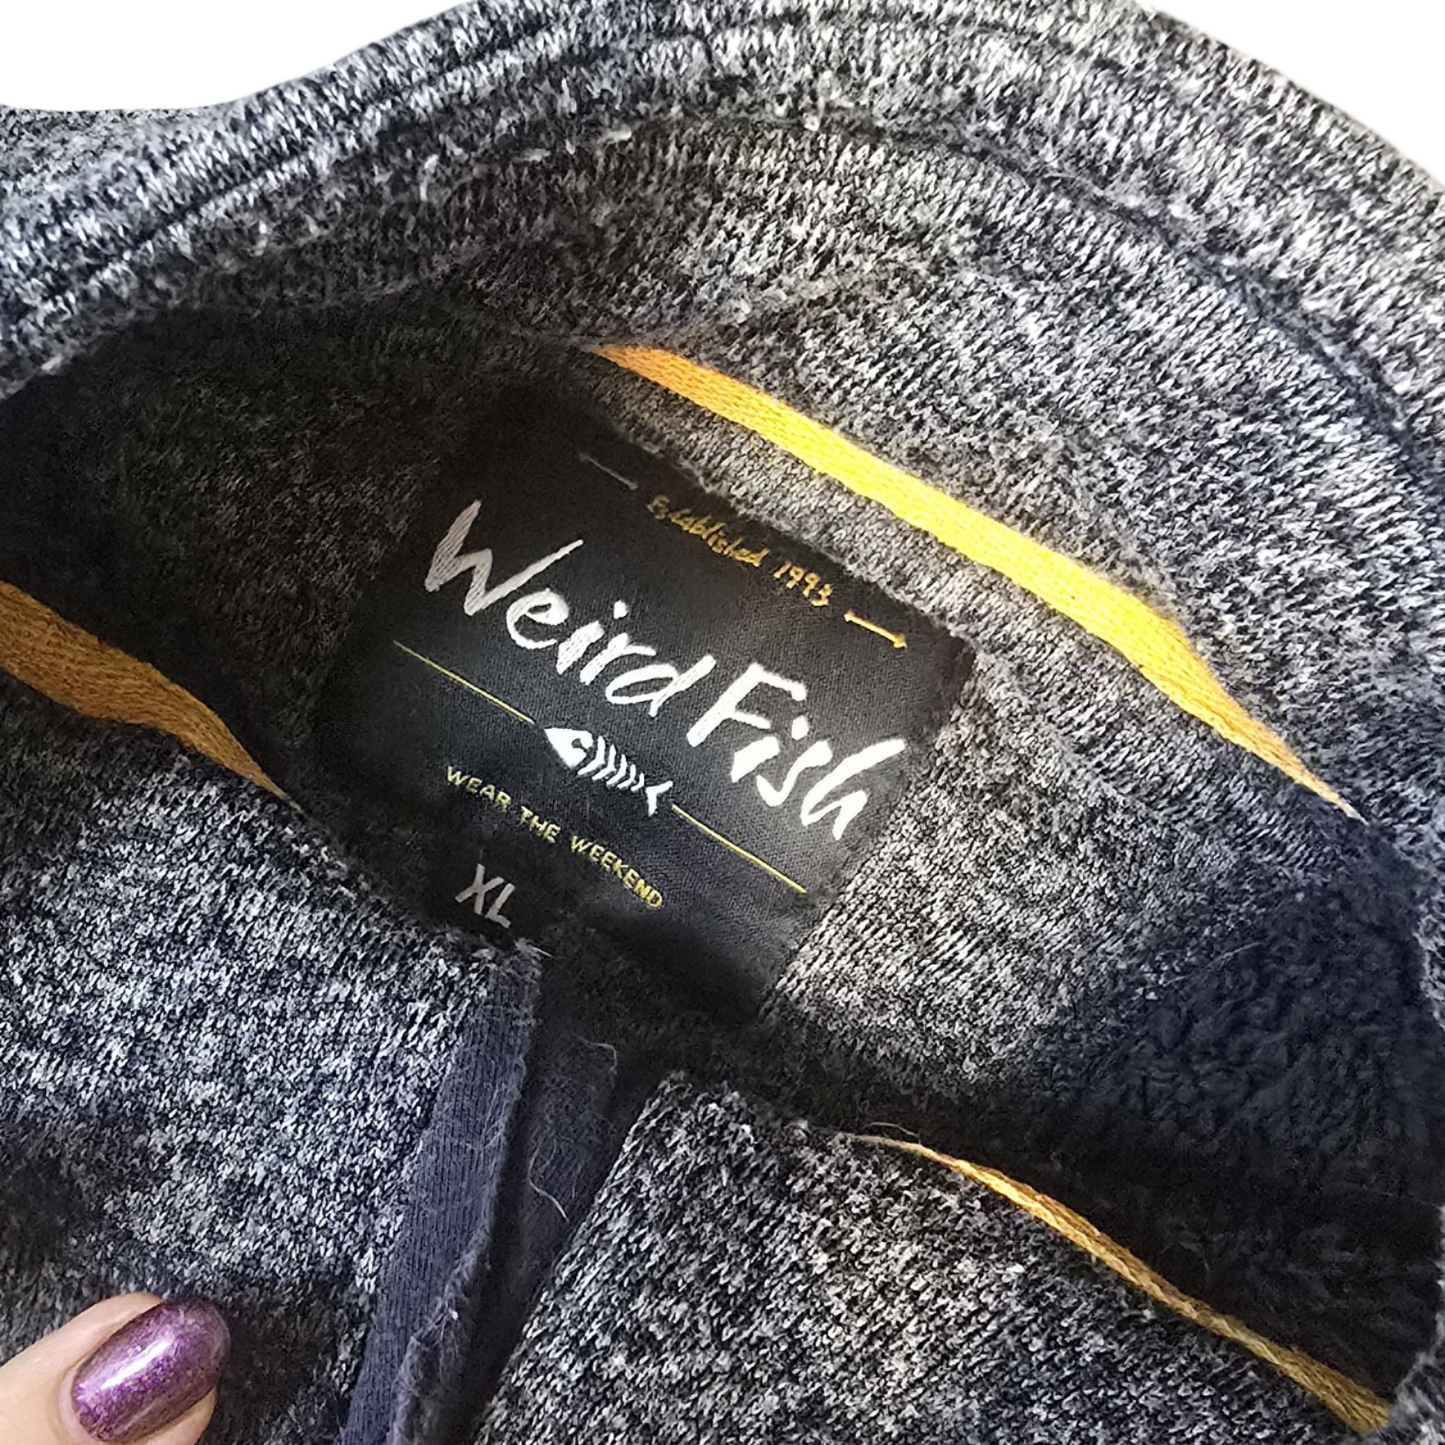 Established 1993
Weird Fish
WEAR THE WEEKEND
XL